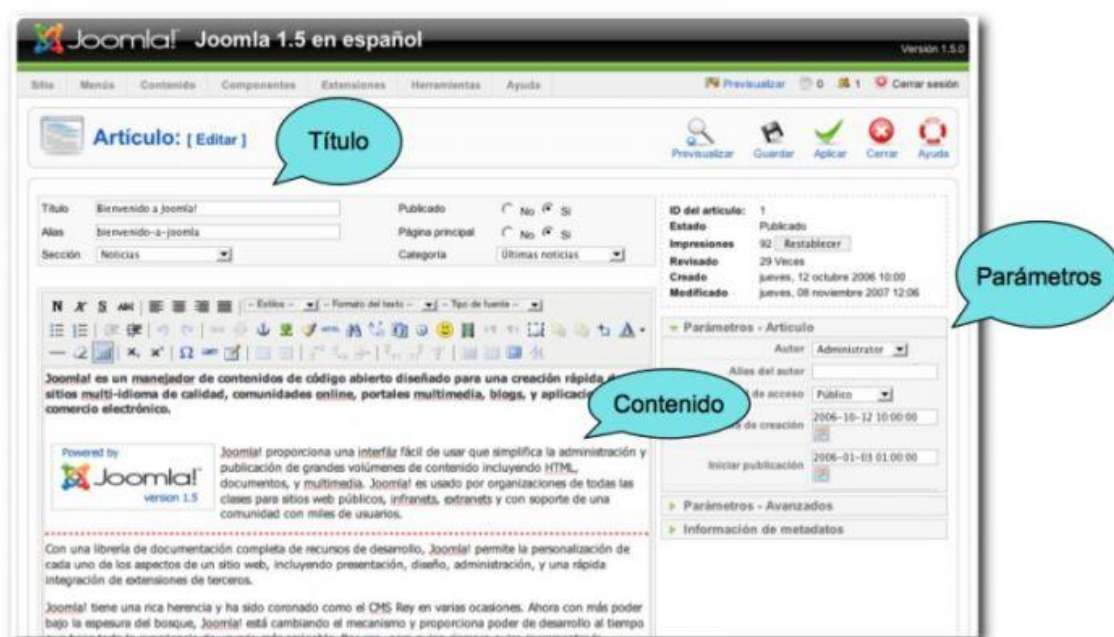 Joomla! Joomla 1.5 en español
Versión 1.5.0
Sitio Menús Contenido Componentes Extensiones Herramientas Ayuda Previsualizar 0 1 Cerrar sesión
Artículo: [ Editar ]
Título
Previsualizar Guardar Aplicar Cerrar Ayuda
Título Bienvenido a Joomla! Publicado No Si
Alias bienvenido-a-joomla Página principal No Si
Sección Noticias Categoría Últimas noticias
ID del artículo: 1
Estado Publicado
Impresiones 92 Restablecer
Revisado 29 Veces
Creado jueves, 12 octubre 2006 10:00
Modificado jueves, 08 noviembre 2007 12:06
Parámetros
N X S ABC -- Estilos -- -- Formato del texto -- -- Tipo de fuente --
Joomla! es un manejador de contenidos de código abierto diseñado para una creación rápida
sitios multi-idioma de calidad, comunidades online, portales multimedia, blogs, y
comercio electrónico.
Contenido
Powered by
Joomla!
version 1.5
Joomla! proporciona una interfáz fácil de usar que simplifica la administración y
publicación de grandes volúmenes de contenido incluyendo HTML,
documentos, y multimedia. Joomla! es usado por organizaciones de todas las
clases para sitios web públicos, infranets, extranets y con soporte de una
comunidad con miles de usuarios.
Con una librería de documentación completa de recursos de desarrollo, Joomla! permite la personalización de
cada uno de los aspectos de un sitio web, incluyendo presentación, diseño, administración, y una rápida
integración de extensiones de terceros.
Joomla! tiene una rica herencia y ha sido coronado como el CMS Rey en varias ocasiones. Ahora con más poder
bajo la espesura del bosque, Joomla! está cambiando el mecanismo y proporciona poder de desarrollo al tiempo
Parámetros - Artículo
Autor Administrator
Alias del autor
de acceso Público
de creación 2006-10-12 10:00:00
Iniciar publicación 2006-01-03 01:00:00
Parámetros - Avanzados
Información de metadatos